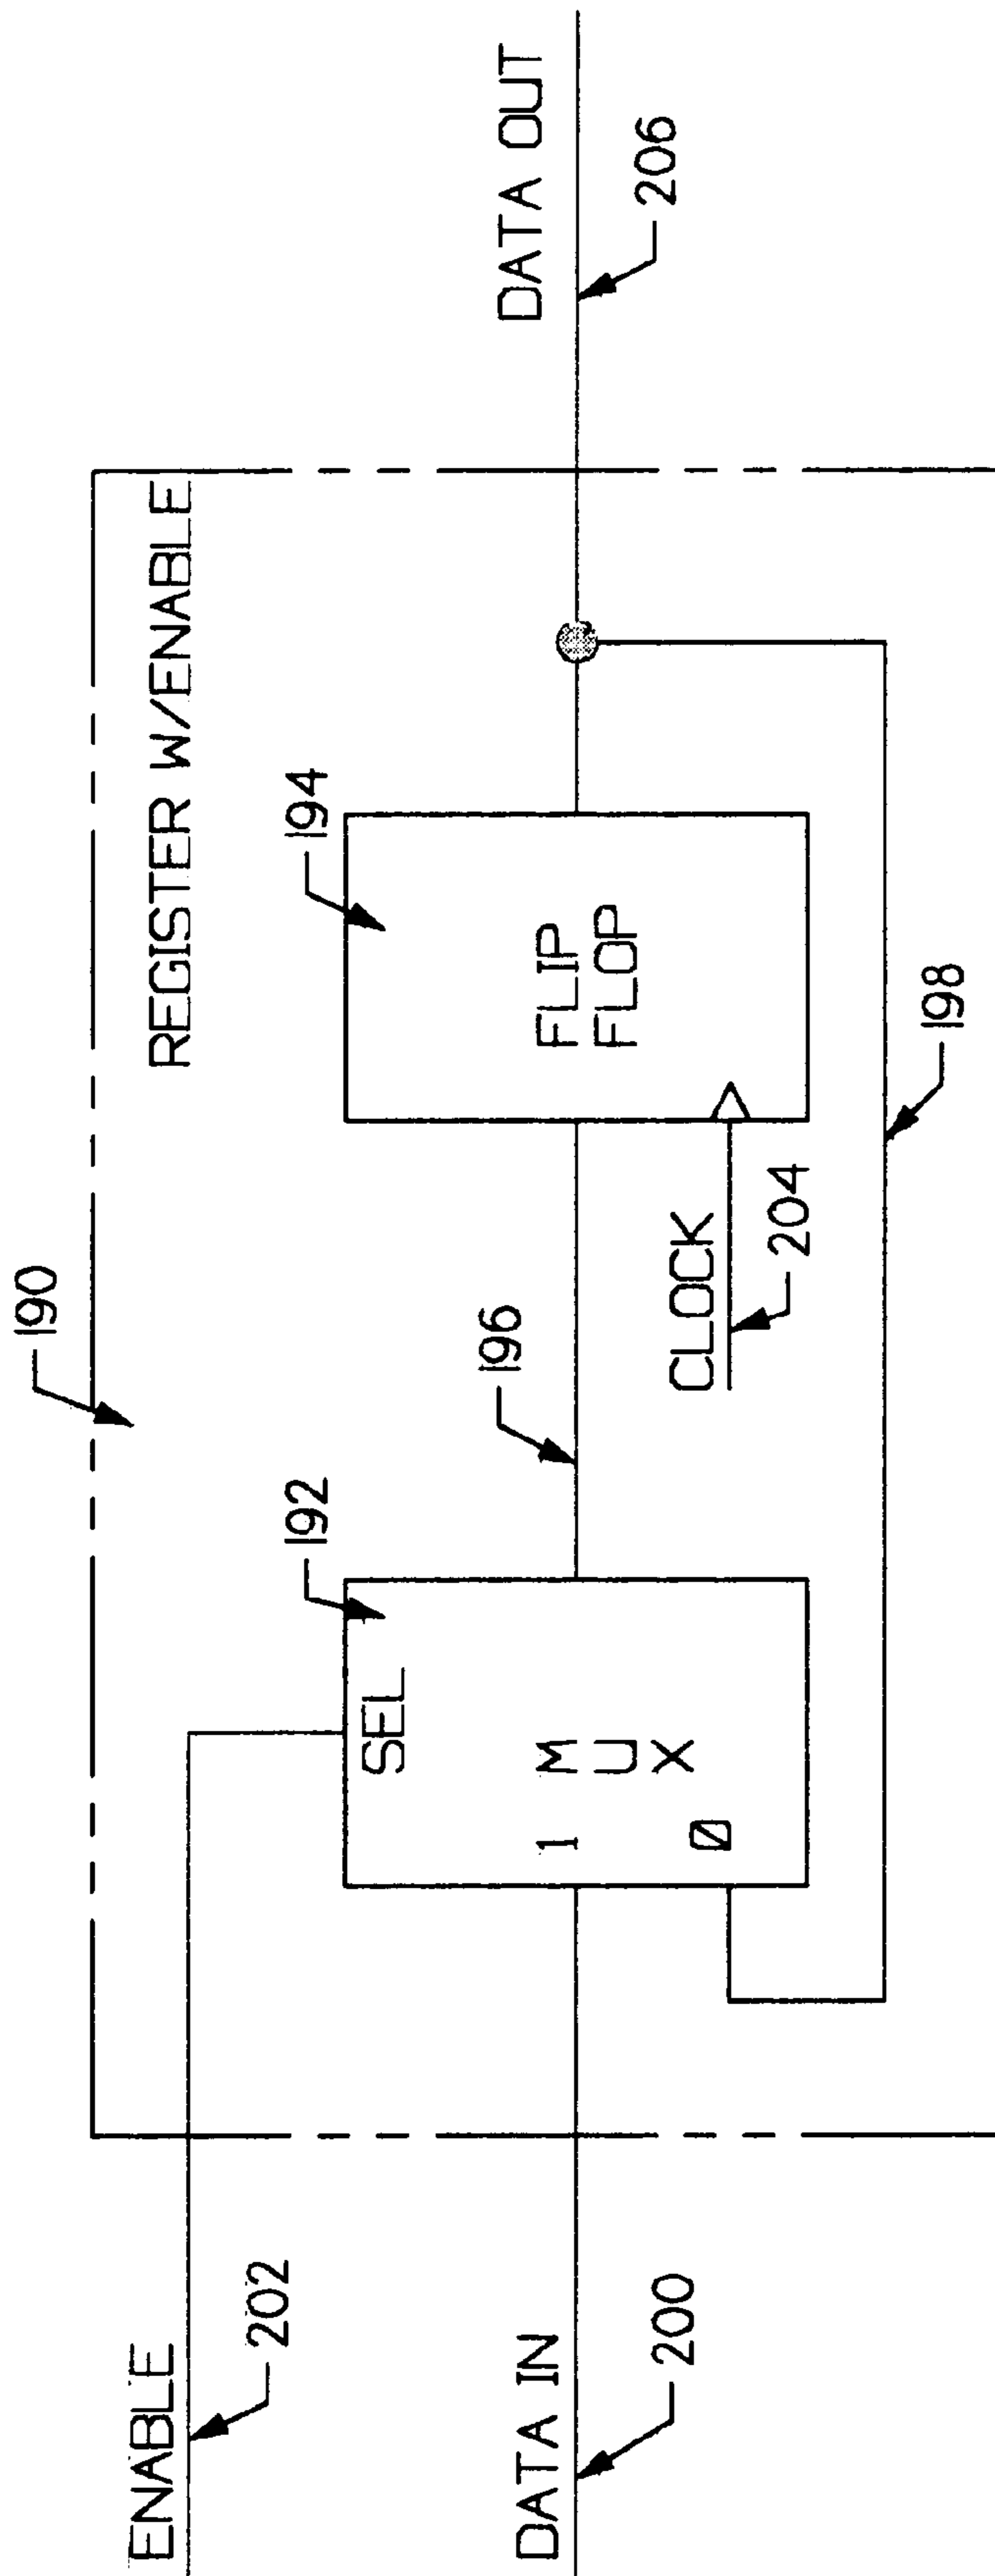 190
REGISTER W/ENABLE
ENABLE
202
192
194
SEL
DATA IN
200
1
M
U
X
0
196
FLIP
FLOP
CLOCK
204
198
DATA OUT
206